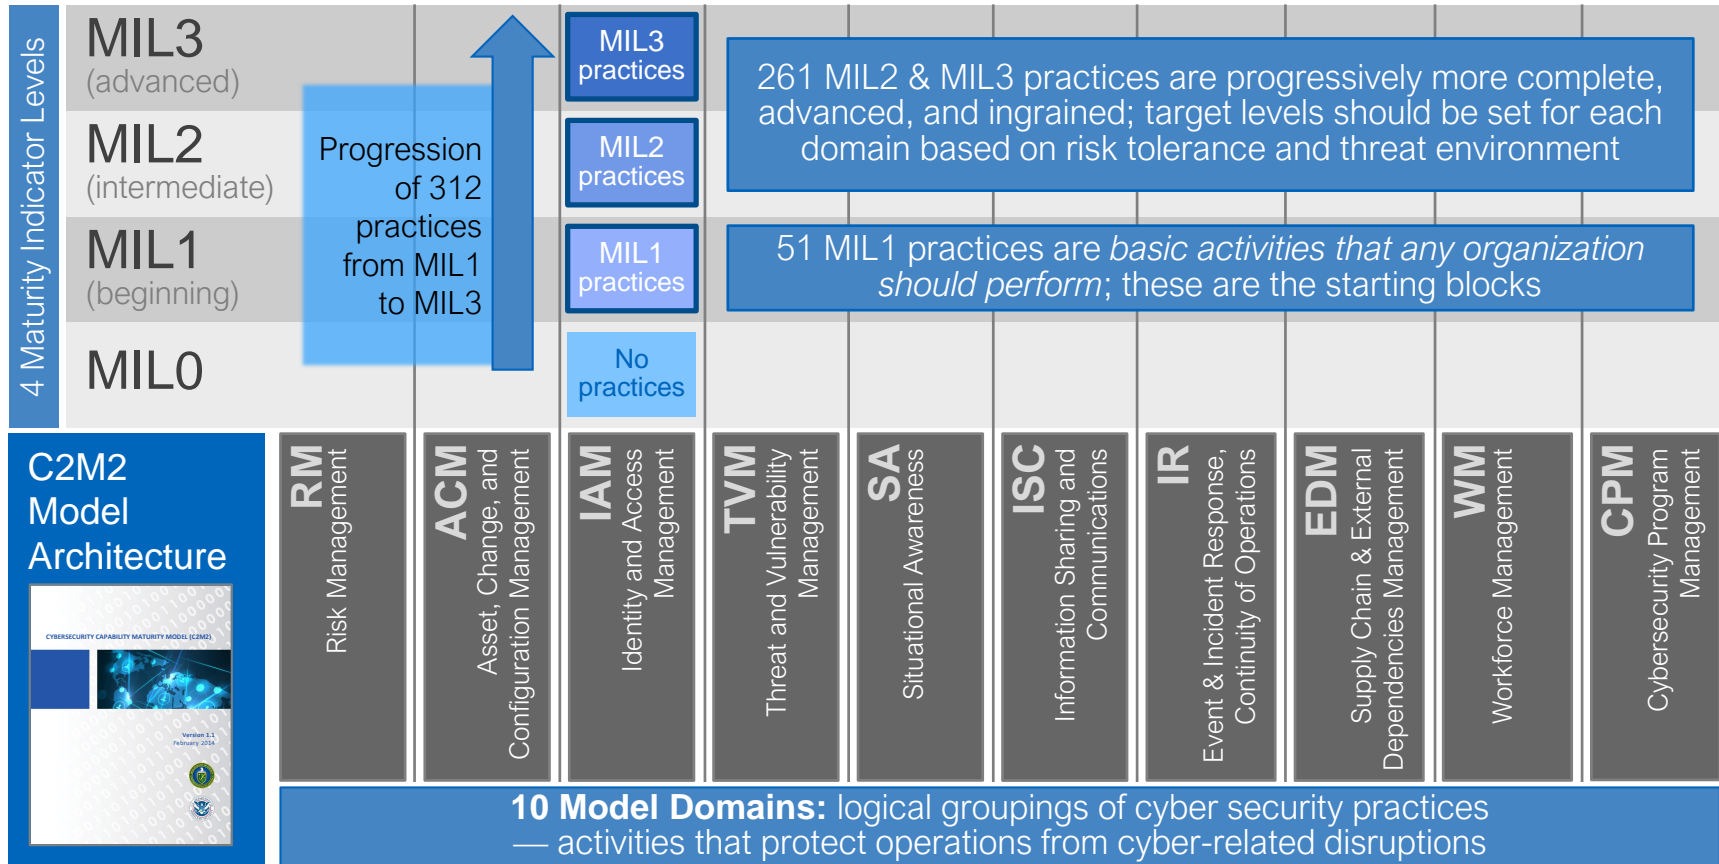 4 Maturity Indicator Levels
MIL3
(advanced)
MIL2
(intermediate)
MIL1
(beginning)
MIL0
Progression
of 312
practices
from MIL1
to MIL3
MIL3
practices
MIL2
practices
MIL1
practices
No
practices
261 MIL2 & MIL3 practices are progressively more complete,
advanced, and ingrained; target levels should be set for each
domain based on risk tolerance and threat environment
51 MIL1 practices are basic activities that any organization
should perform; these are the starting blocks
C2M2
Model
Architecture
CYBERSECURITY CAPABILITY MATURITY MODEL (C2M2)
Version 1.1
February 2014
RM
Risk Management
ACM
Asset, Change, and
Configuration Management
IAM
Identity and Access
Management
TVM
Threat and Vulnerability
Management
SA
Situational Awareness
ISC
Information Sharing and
Communications
IR
Event & Incident Response,
Continuity of Operations
EDM
Supply Chain & External
Dependencies Management
WM
Workforce Management
CPM
Cybersecurity Program
Management
10 Model Domains: logical groupings of cyber security practices
— activities that protect operations from cyber-related disruptions